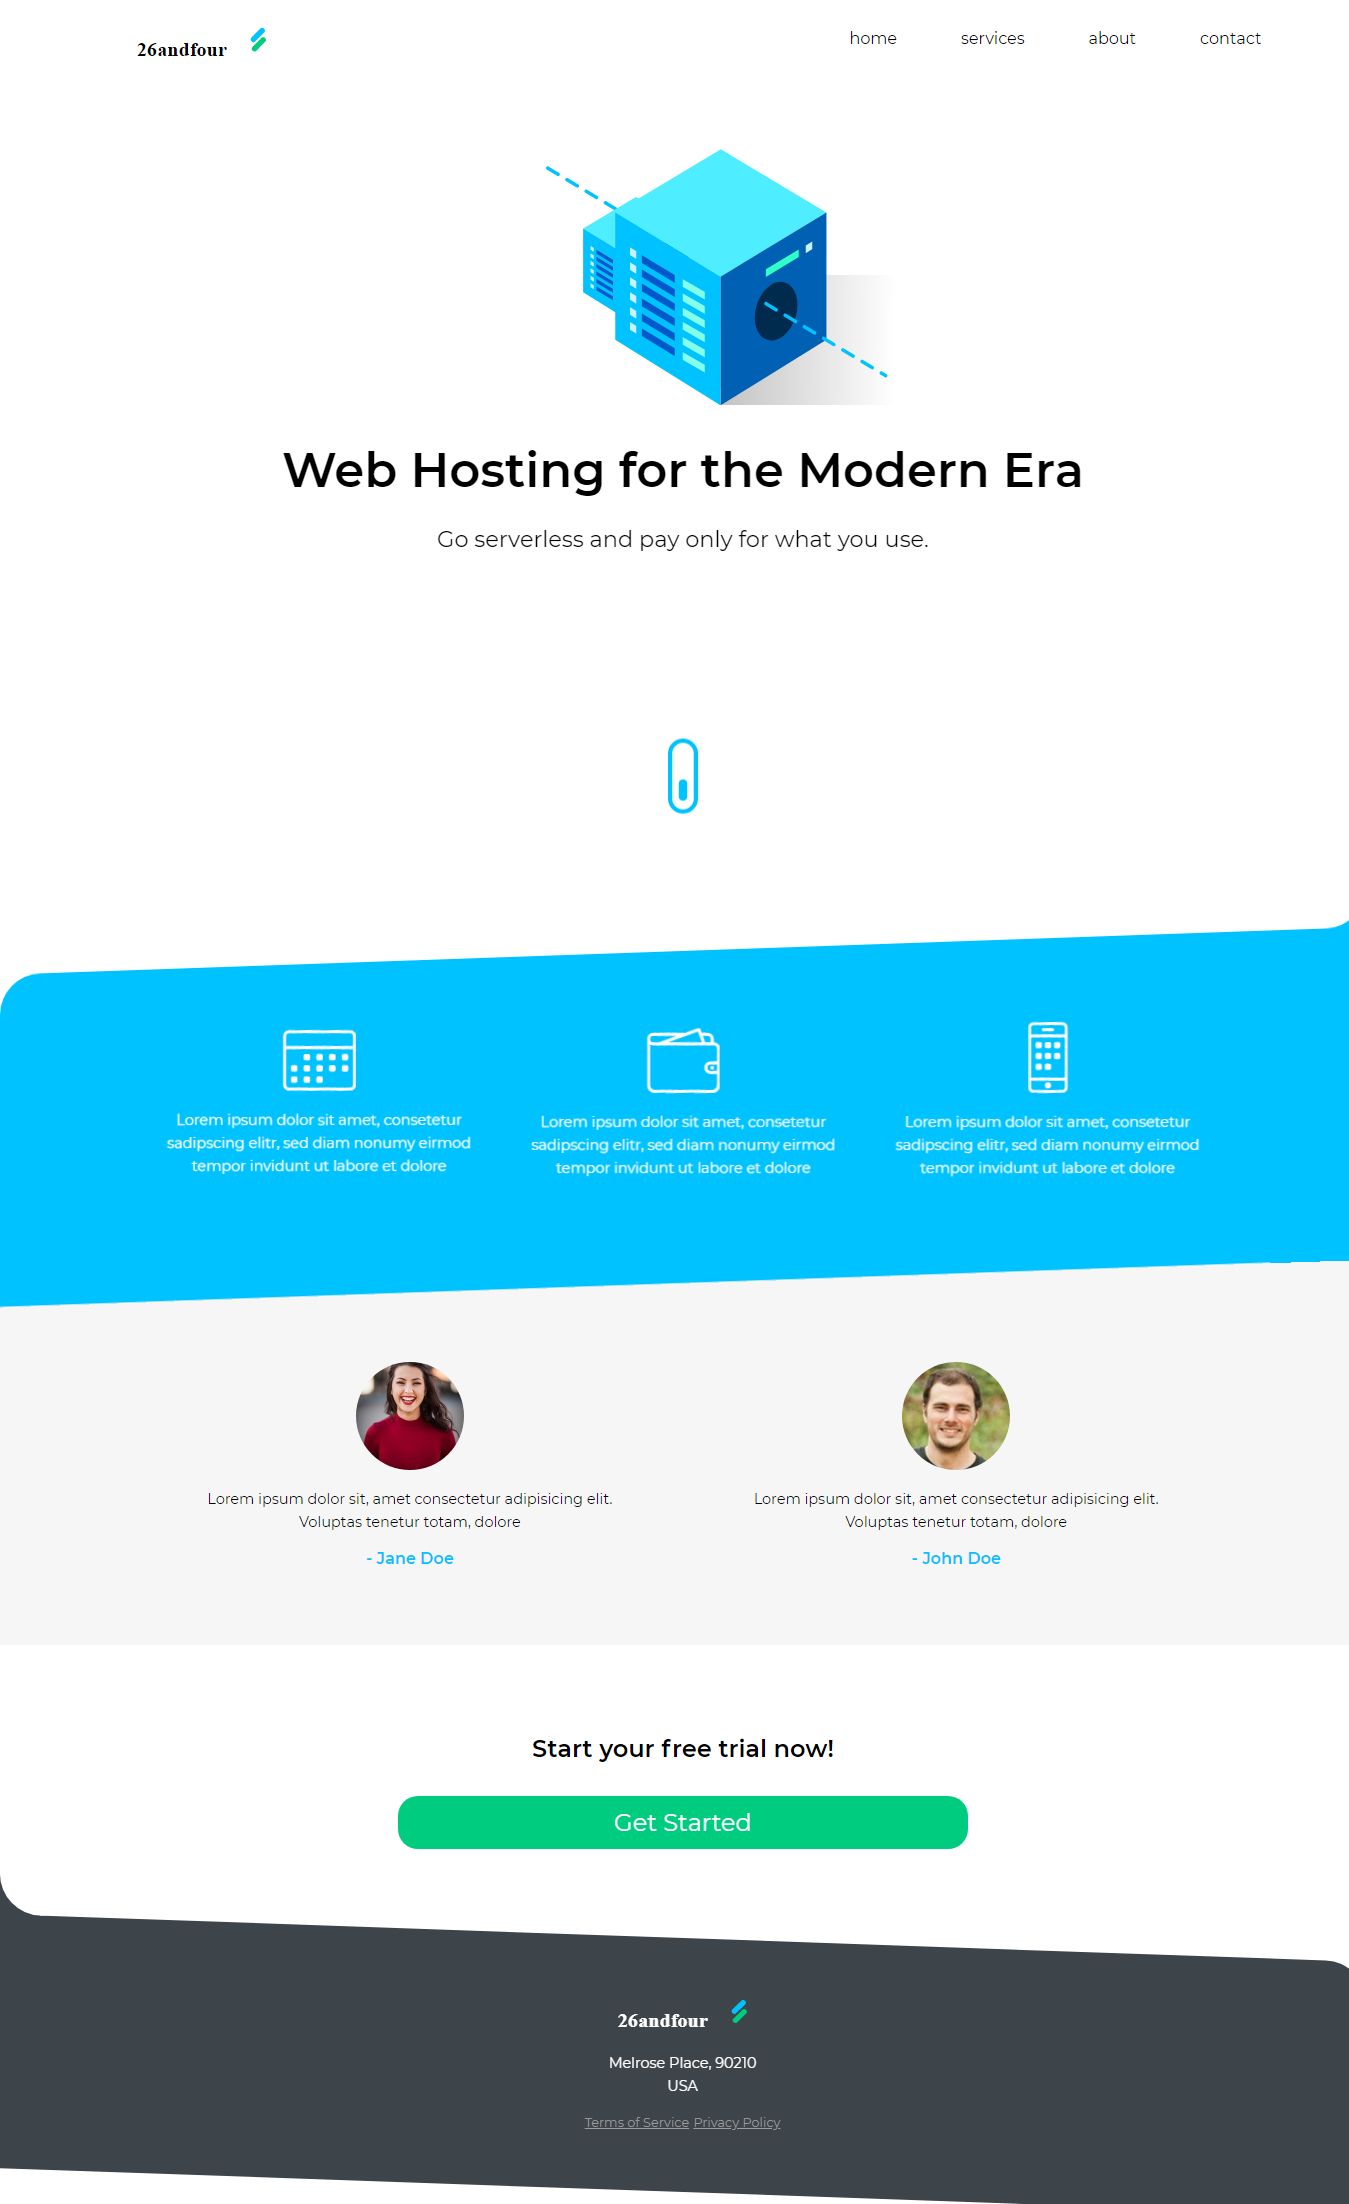 26andfour
home services about contact
Web Hosting for the Modern Era
Go serverless and pay only for what you use.
Lorem ipsum dolor sit amet, consetetur
sadipscing elitr, sed diam nonumy eirmod
tempor invidunt ut labore et dolore
Lorem ipsum dolor sit amet, consetetur
sadipscing elitr, sed diam nonumy eirmod
tempor invidunt ut labore et dolore
Lorem ipsum dolor sit amet, consetetur
sadipscing elitr, sed diam nonumy eirmod
tempor invidunt ut labore et dolore
Lorem ipsum dolor sit, amet consectetur adipisicing elit.
Voluptas tenetur totam, dolore
- Jane Doe
Lorem ipsum dolor sit, amet consectetur adipisicing elit.
Voluptas tenetur totam, dolore
- John Doe
Start your free trial now!
Get Started
26andfour
Melrose Place, 90210
USA
Terms of Service Privacy Policy